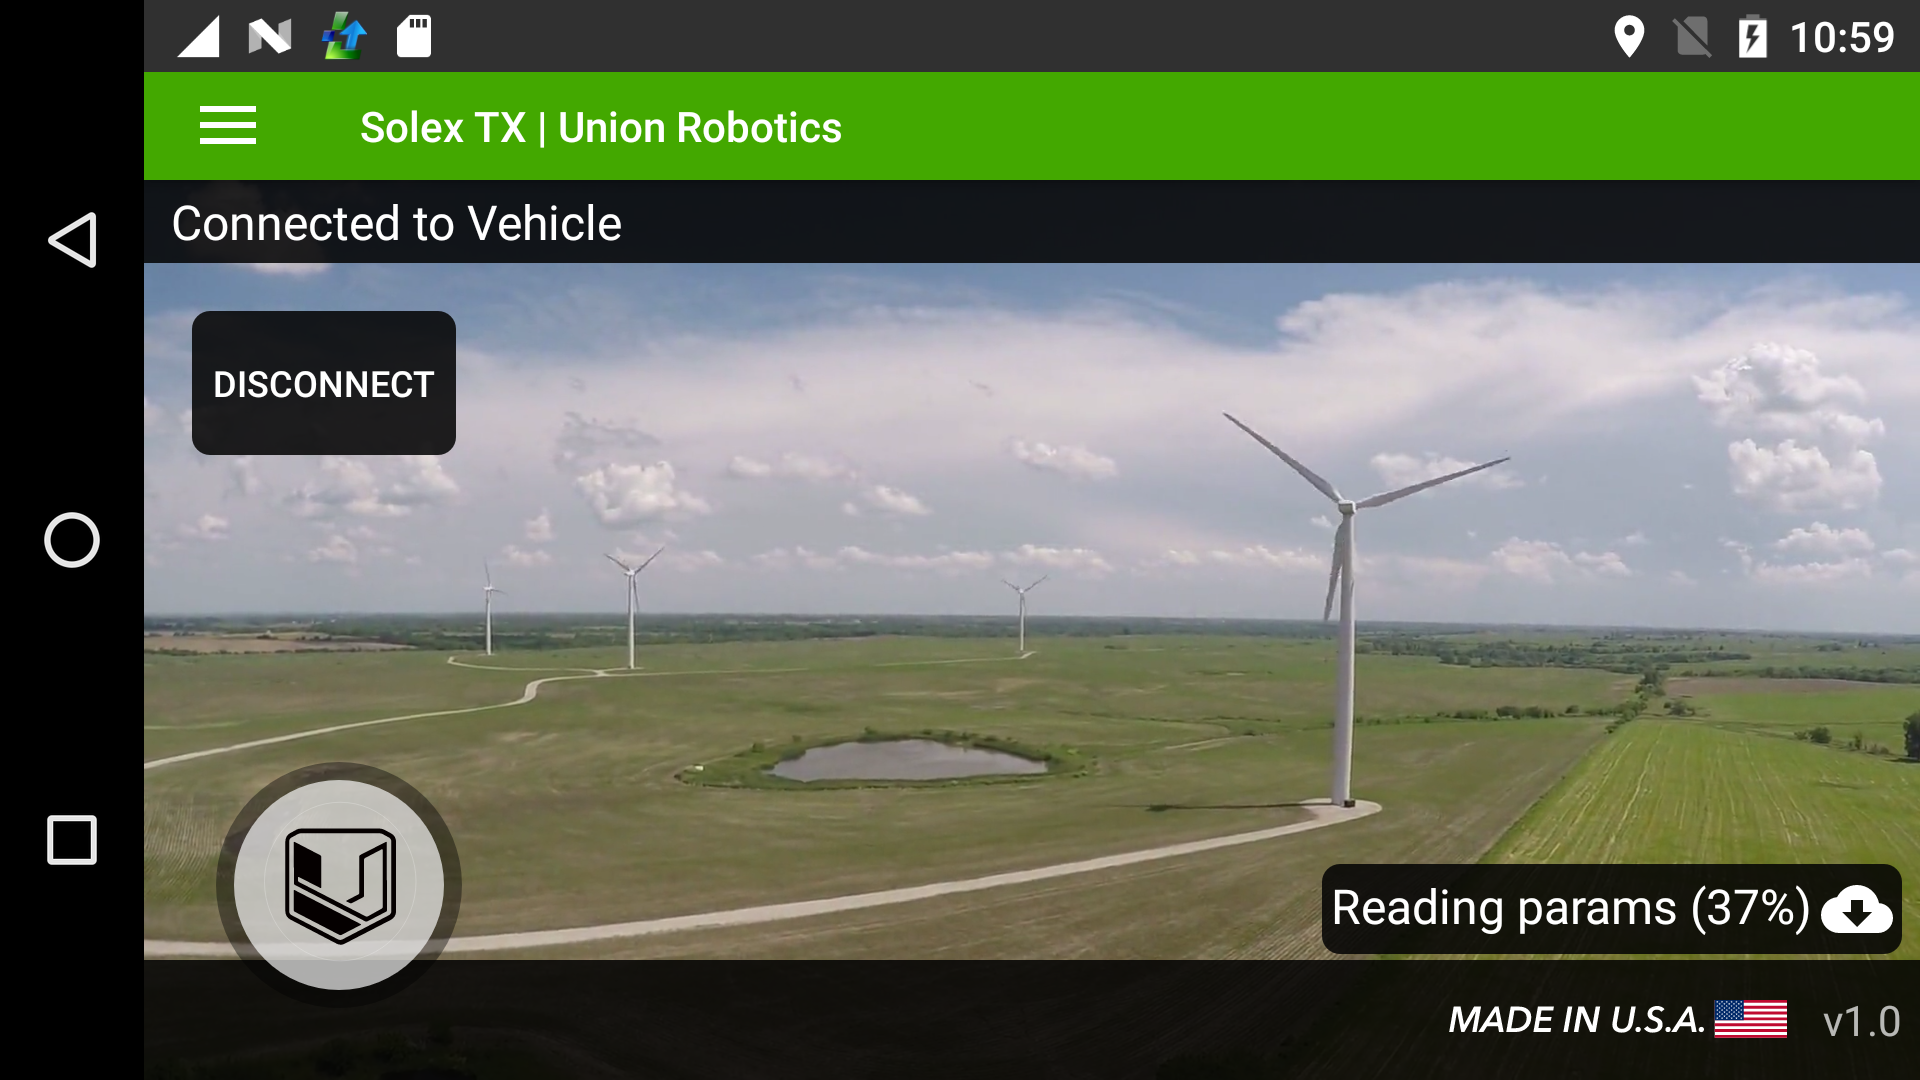 10:59
Solex TX | Union Robotics
Connected to Vehicle
DISCONNECT
Reading params (37%)
MADE IN U.S.A.
v1.0